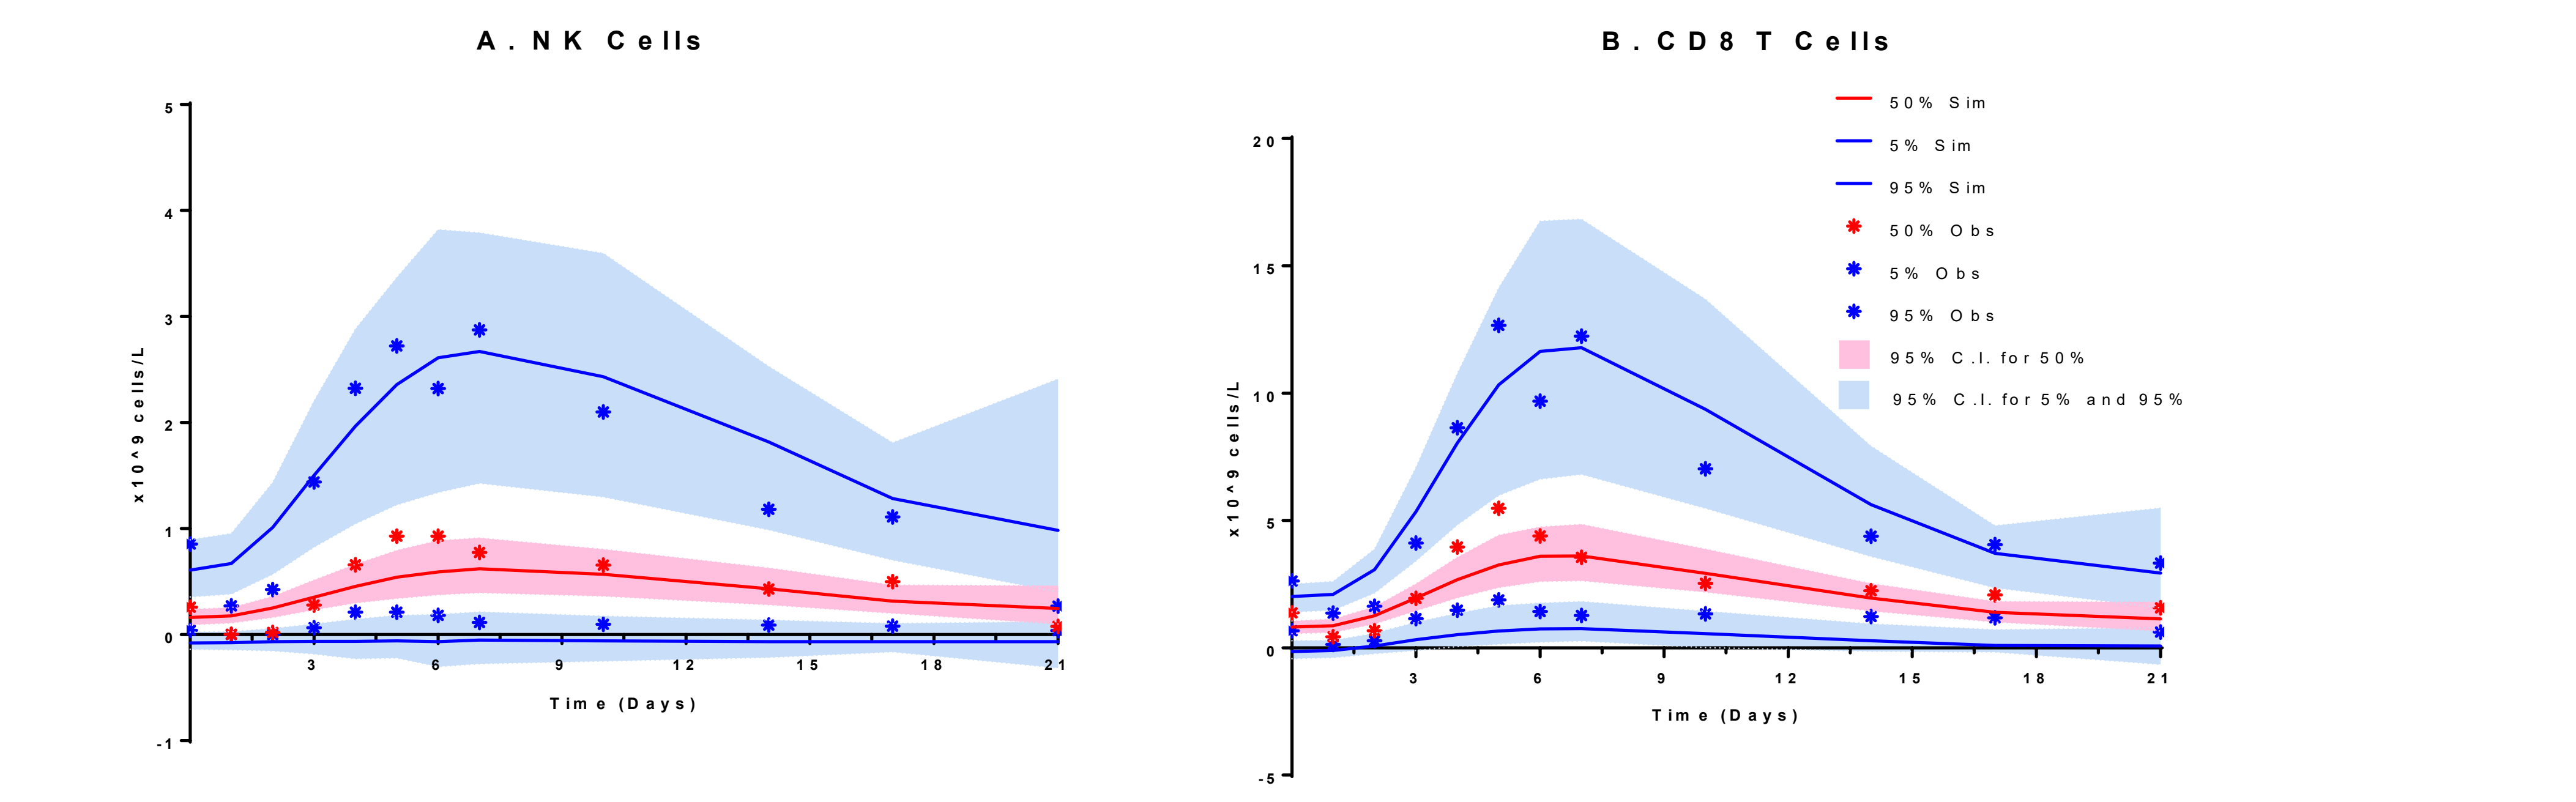 A. NK Cells
5
4
3
2
1
0
-1
x10^9 cells/L
3 6 9 12 15 18 21
Time (Days)
B. CD8 T Cells
20
15
10
5
0
-5
x10^9 cells/L
3 6 9 12 15 18 21
Time (Days)
50% Sim
5% Sim
95% Sim
50% Obs
5% Obs
95% Obs
95% C.I. for 50%
95% C.I. for 5% and 95%